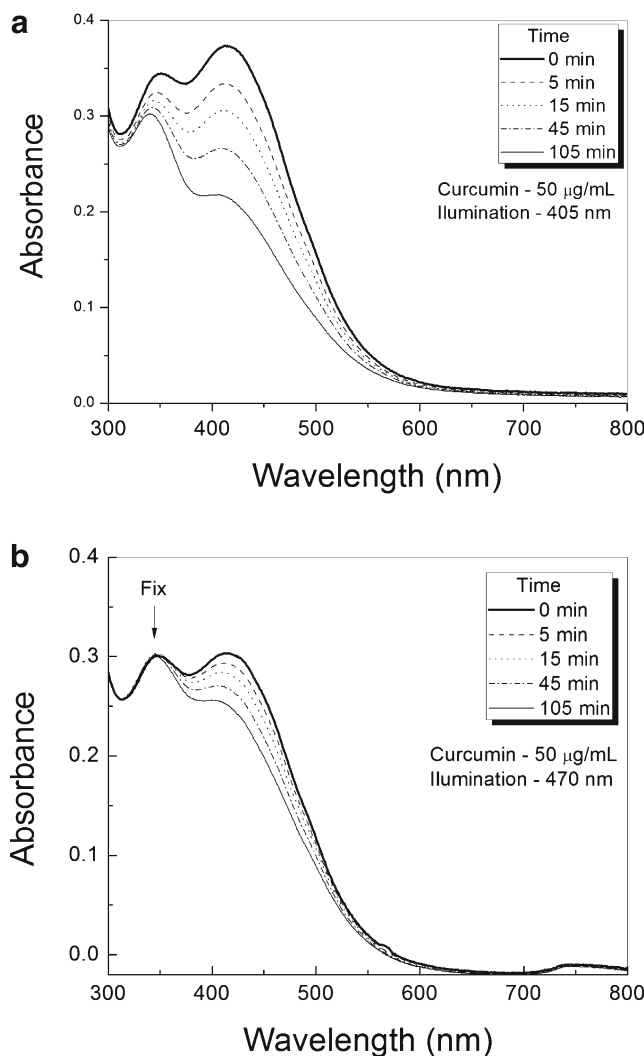 a
0.4
0.3
0.2
0.1
0.0
Absorbance
Time
0 min
5 min
15 min
45 min
105 min
Curcumin - 50 μg/mL
Ilumination - 405 nm
300 400 500 600 700 800
Wavelength (nm)
b
0.4
0.3
0.2
0.1
0.0
Absorbance
Fix
Time
0 min
5 min
15 min
45 min
105 min
Curcumin - 50 μg/mL
Ilumination - 470 nm
300 400 500 600 700 800
Wavelength (nm)